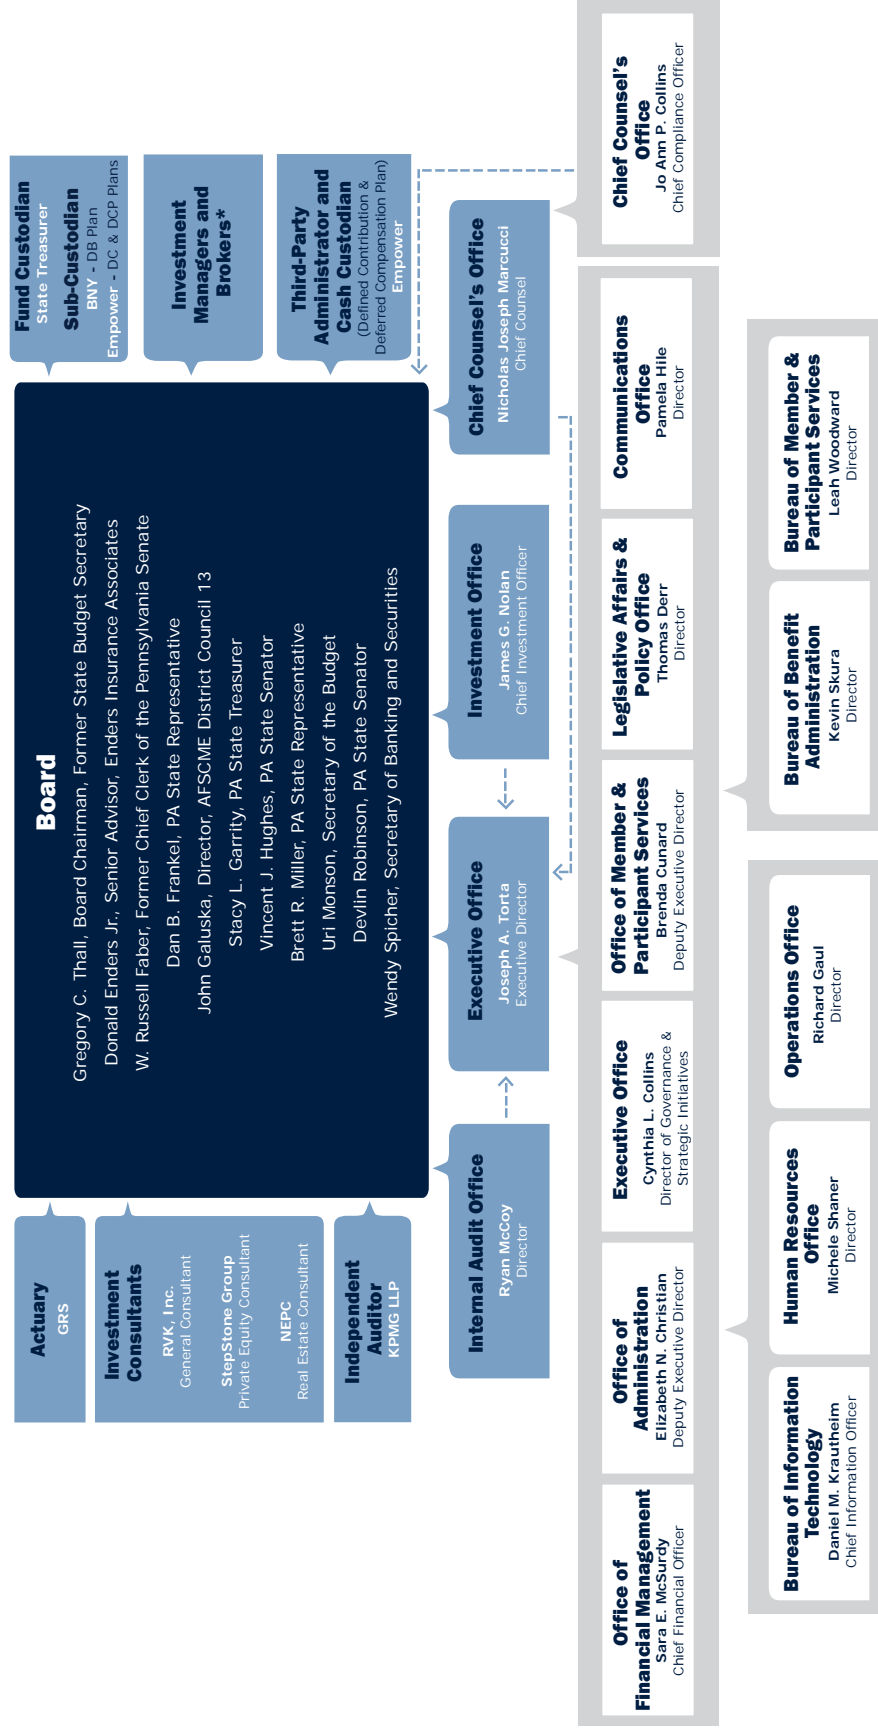 Board
Gregory C. Thall, Board Chairman, Former State Budget Secretary
Donald Enders Jr., Senior Advisor, Enders Insurance Associates
W. Russell Faber, Former Chief Clerk of the Pennsylvania Senate
Dan B. Frankel, PA State Representative
John Galuska, Director, AFSCME District Council 13
Stacy L. Garrity, PA State Treasurer
Vincent J. Hughes, PA State Senator
Brett R. Miller, PA State Representative
Uri Monson, Secretary of the Budget
Devlin Robinson, PA State Senator
Wendy Spicher, Secretary of Banking and Securities
Actuary
GRS
Investment
Consultants
RVK, Inc.
General Consultant
StepStone Group
Private Equity Consultant
NEPC
Real Estate Consultant
Independent
Auditor
KPMG LLP
Fund Custodian
State Treasurer
Sub-Custodian
BNY - DB Plan
Empower - DC & DCP Plans
Investment
Managers and
Brokers*
Third-Party
Administrator and
Cash Custodian
(Defined Contribution &
Deferred Compensation Plan)
Empower
Internal Audit Office
Ryan McCoy
Director
Executive Office
Joseph A. Torta
Executive Director
Investment Office
James G. Nolan
Chief Investment Officer
Chief Counsel's Office
Nicholas Joseph Marcucci
Chief Counsel
Office of
Financial Management
Sara E. McSurdy
Chief Financial Officer
Office of
Administration
Elizabeth N. Christian
Deputy Executive Director
Executive Office
Cynthia L. Collins
Director of Governance &
Strategic Initiatives
Office of Member &
Participant Services
Brenda Cunard
Deputy Executive Director
Legislative Affairs &
Policy Office
Thomas Derr
Director
Communications
Office
Pamela Hile
Director
Chief Counsel's
Office
Jo Ann P. Collins
Chief Compliance Officer
Bureau of Information
Technology
Daniel M. Krautheim
Chief Information Officer
Human Resources
Office
Michele Shaner
Director
Operations Office
Richard Gaul
Director
Bureau of Benefit
Administration
Kevin Skura
Director
Bureau of Member &
Participant Services
Leah Woodward
Director